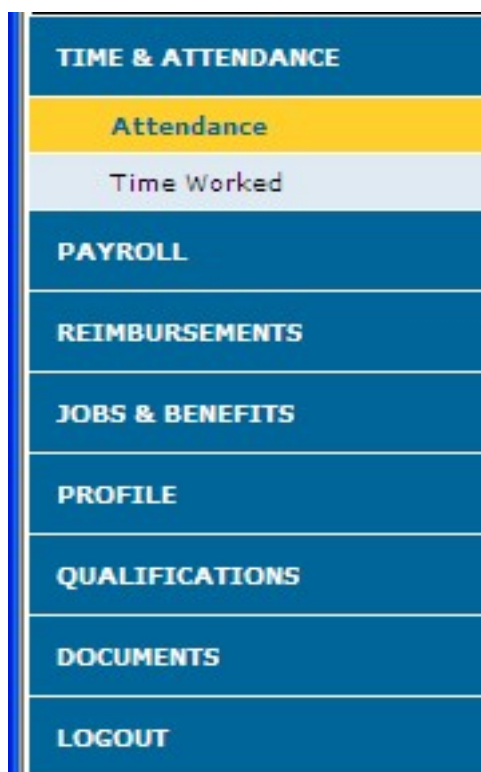 TIME & ATTENDANCE
Attendance
Time Worked
PAYROLL
REIMBURSEMENTS
JOBS & BENEFITS
PROFILE
QUALIFICATIONS
DOCUMENTS
LOGOUT